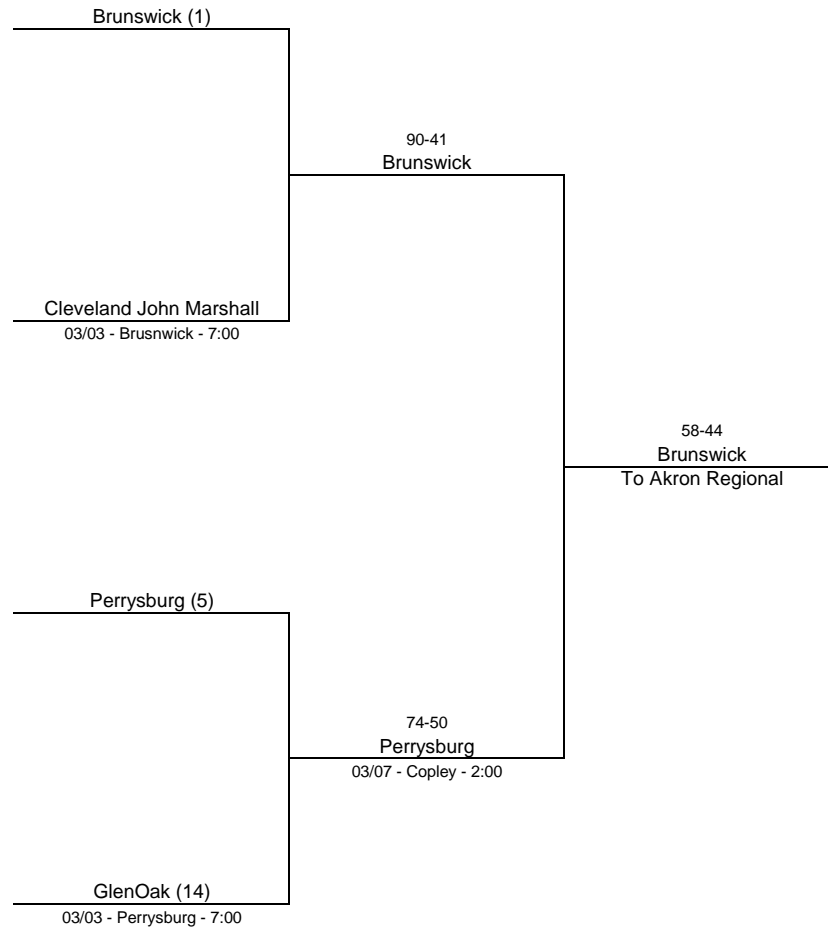 Brunswick (1)
90-41
Brunswick
Cleveland John Marshall
03/03 - Brusnwick - 7:00
58-44
Brunswick
To Akron Regional
Perrysburg (5)
74-50
Perrysburg
03/07 - Copley - 2:00
GlenOak (14)
03/03 - Perrysburg - 7:00